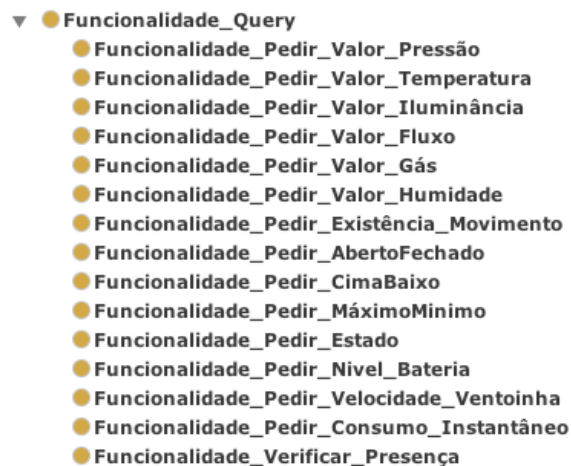 Funcionalidade_Query
Funcionalidade_Pedir_Valor_Pressão
Funcionalidade_Pedir_Valor_Temperatura
Funcionalidade_Pedir_Valor_Iluminância
Funcionalidade_Pedir_Valor_Fluxo
Funcionalidade_Pedir_Valor_Gás
Funcionalidade_Pedir_Valor_Humidade
Funcionalidade_Pedir_Existência_Movimento
Funcionalidade_Pedir_AbertoFechado
Funcionalidade_Pedir_CimaBaixo
Funcionalidade_Pedir_MáximoMinimo
Funcionalidade_Pedir_Estado
Funcionalidade_Pedir_Nivel_Bateria
Funcionalidade_Pedir_Velocidade_Ventoinha
Funcionalidade_Pedir_Consumo_Instantâneo
Funcionalidade_Verificar_Presença